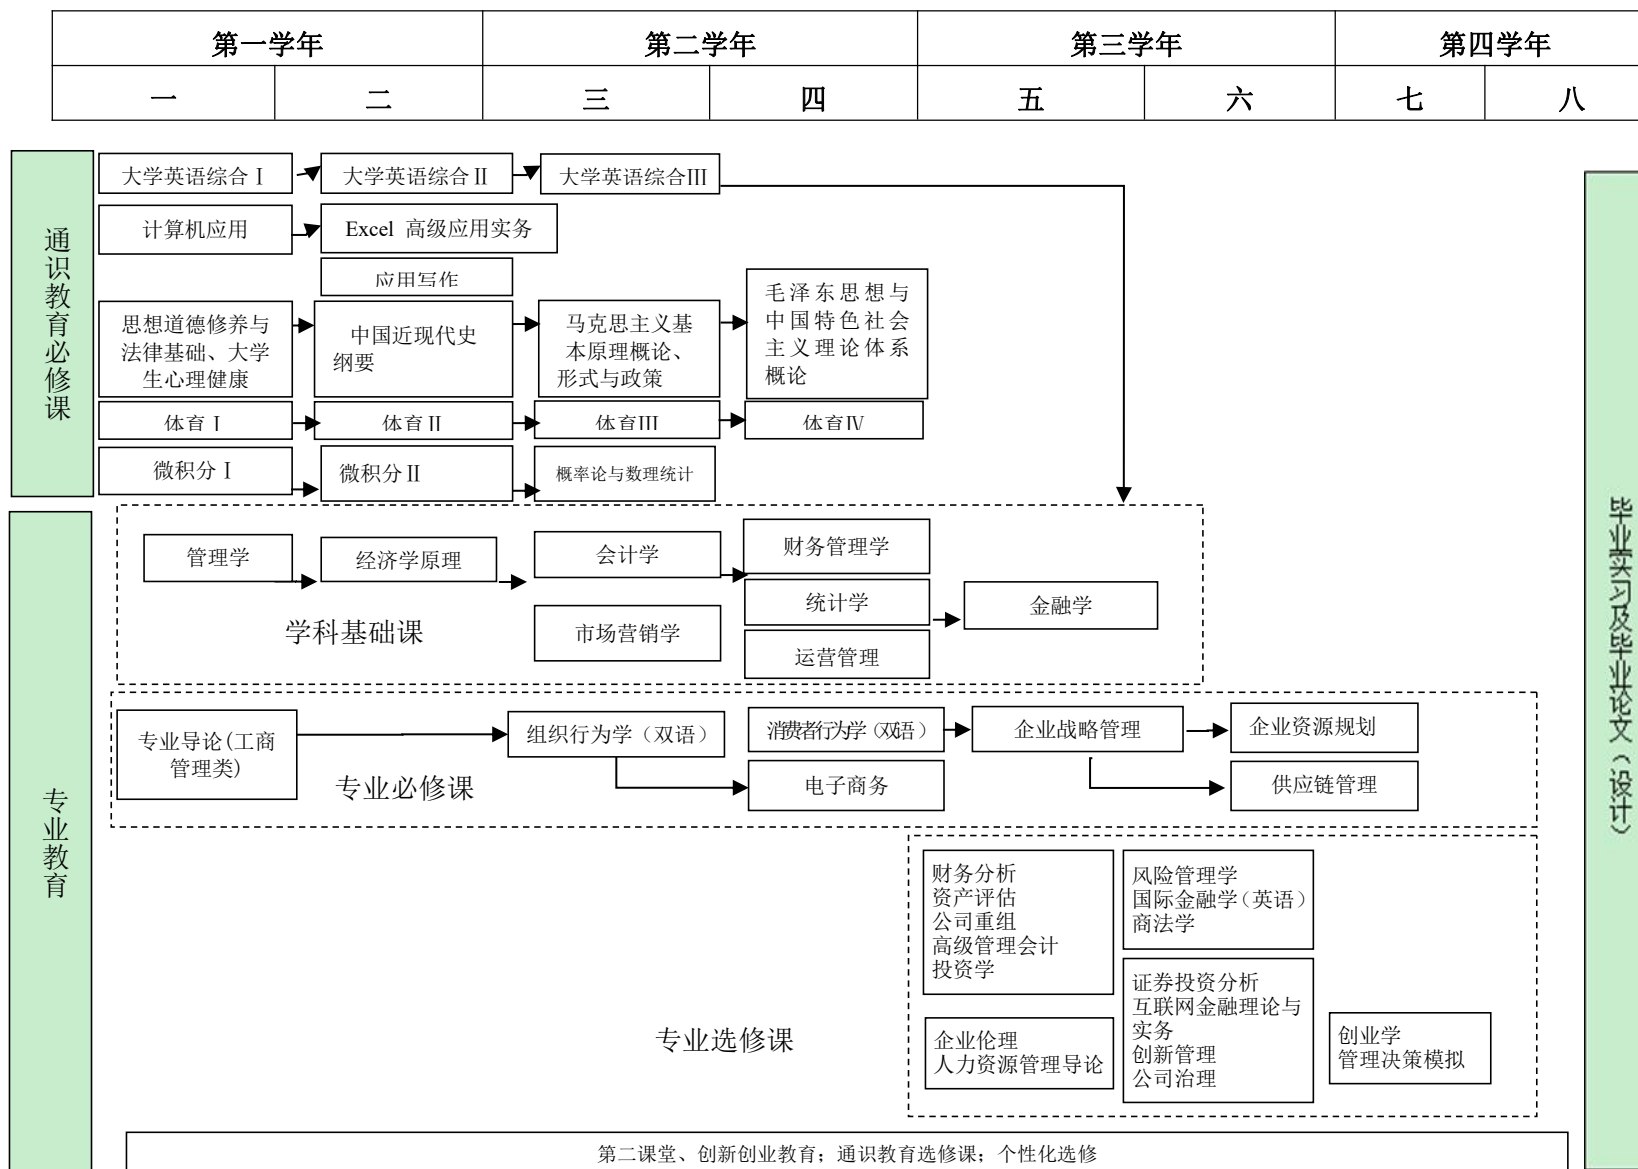 第一学年
第二学年
第三学年
第四学年
一
二
三
四
五
六
七
八
通识教育必修课
大学英语综合Ⅰ
大学英语综合Ⅱ
大学英语综合Ⅲ
计算机应用
Excel 高级应用实务
应用写作
思想道德修养与
法律基础、大学
生心理健康
中国近现代史
纲要
马克思主义基
本原理概论、
形式与政策
毛泽东思想与
中国特色社会
主义理论体系
概论
体育Ⅰ
体育Ⅱ
体育Ⅲ
体育Ⅳ
微积分Ⅰ
微积分Ⅱ
概率论与数理统计
专业教育
管理学
经济学原理
会计学
财务管理学
统计学
金融学
市场营销学
运营管理
学科基础课
专业导论(工商
管理类)
组织行为学（双语）
消费者行为学（双语）
企业战略管理
企业资源规划
电子商务
供应链管理
专业必修课
财务分析
资产评估
公司重组
高级管理会计
投资学
风险管理学
国际金融学（英语）
商法学
企业伦理
人力资源管理导论
证券投资分析
互联网金融理论与
实务
创新管理
公司治理
创业学
管理决策模拟
专业选修课
第二课堂、创新创业教育；通识教育选修课；个性化选修
毕业实习及毕业论文（设计）